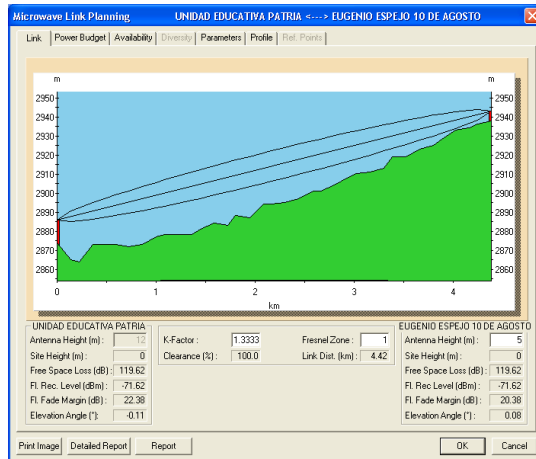 Microwave Link Planning UNIDAD EDUCATIVA PATRIA <---> EUGENIO ESPEJO 10 DE AGOSTO
Link Power Budget Availability Diversity Parameters Profile Ref. Points
m m
2950 2950
2940 2940
2930 2930
2920 2920
2910 2910
2900 2900
2890 2890
2880 2880
2870 2870
2860 2860
0 1 2 3 4
km
UNIDAD EDUCATIVA PATRIA
Antenna Height (m) : 12
Site Height (m) : 0
Free Space Loss (dB) : 119.62
Fl. Rec. Level (dBm) : -71.62
Fl. Fade Margin (dB) : 22.38
Elevation Angle (°): -0.11
K-Factor : 1.3333 Fresnel Zone : 1
Clearance (%) : 100.0 Link Dist. (km) : 4.42
EUGENIO ESPEJO 10 DE AGOSTO
Antenna Height (m) : 5
Site Height (m) : 0
Free Space Loss (dB) : 119.62
Fl. Rec. Level (dBm) : -71.62
Fl. Fade Margin (dB) : 20.38
Elevation Angle (°): 0.08
Print Image Detailed Report Report OK Cancel